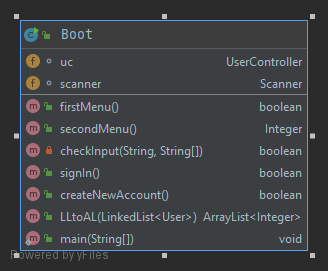 Boot
uc UserController
scanner Scanner
firstMenu() boolean
secondMenu() Integer
checkInput(String, String[]) boolean
signIn() boolean
createNewAccount() boolean
LLtoAL(LinkedList<User>) ArrayList<Integer>
main(String[]) void
Powered by yFiles